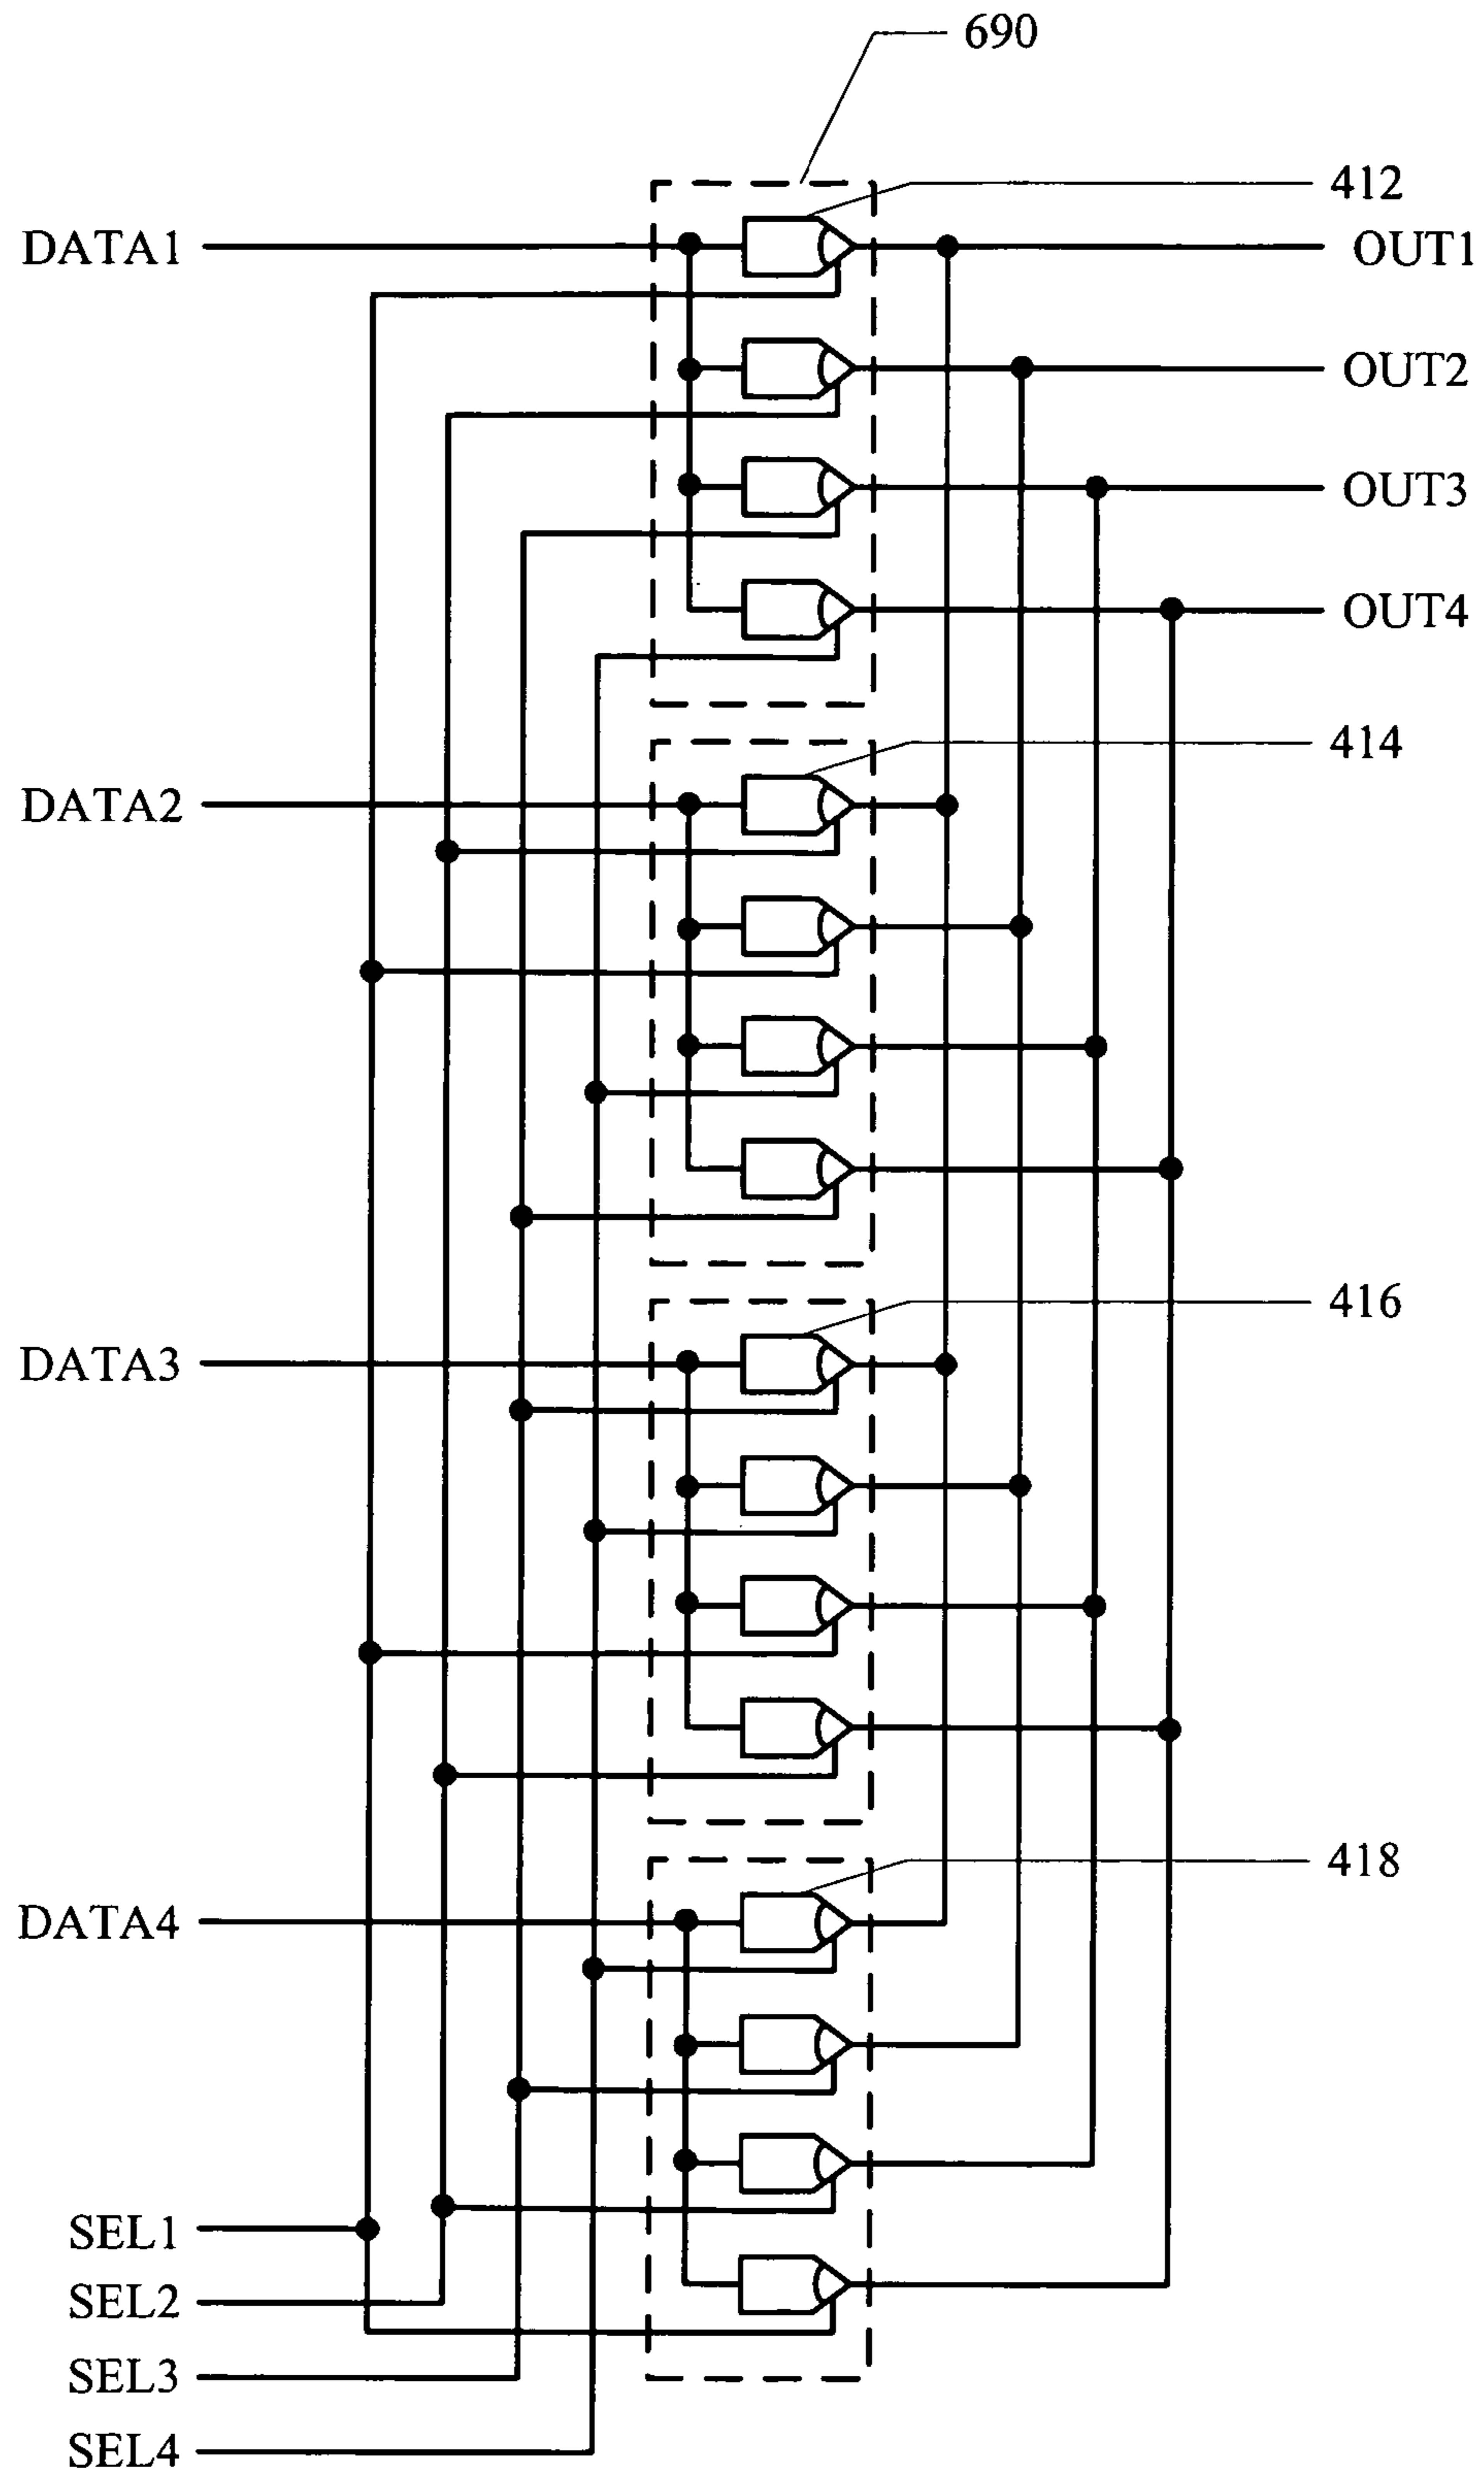 690
412
DATA1
OUT1
OUT2
OUT3
OUT4
414
DATA2
416
DATA3
418
DATA4
SEL1
SEL2
SEL3
SEL4